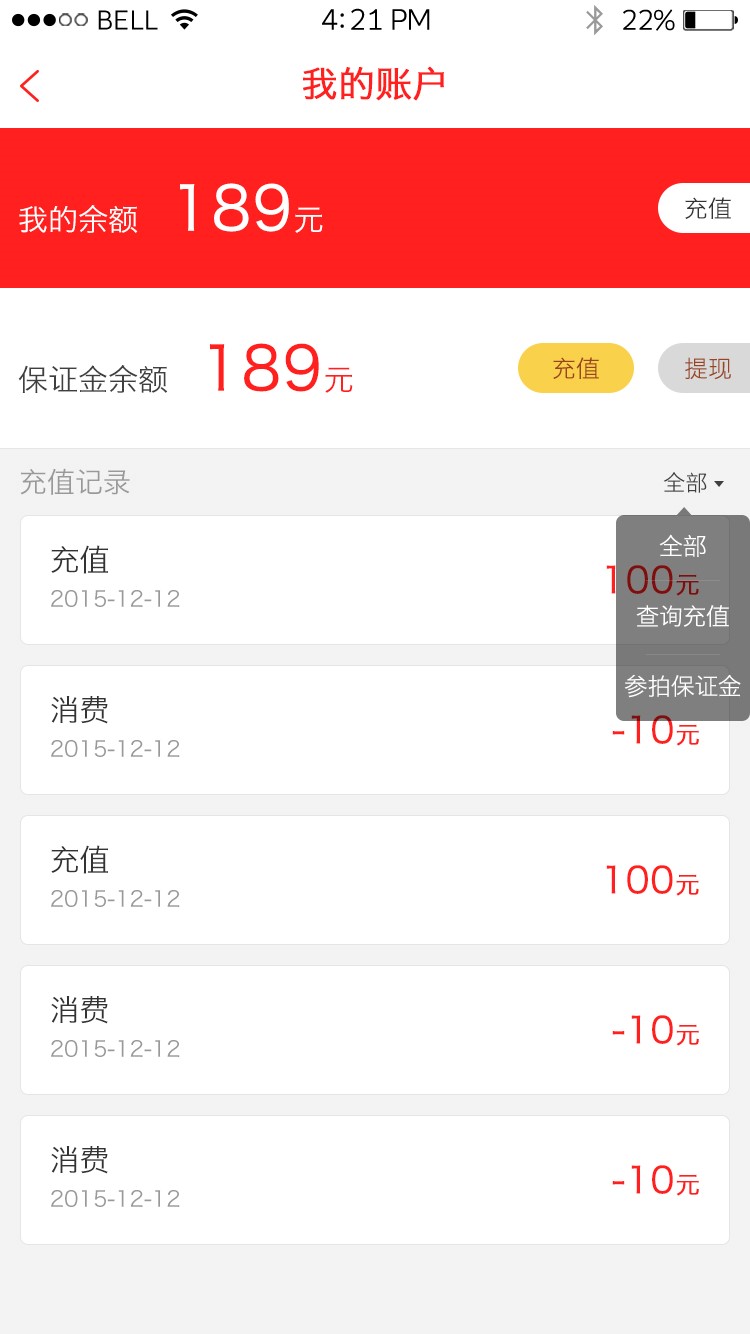 BELL 4:21 PM 22%
我的账户
我的余额 189元 充值
保证金余额 189元 充值 提现
充值记录 全部
全部
充值
100元
2015-12-12
查询充值
参拍保证金
消费
-10元
2015-12-12
充值
100元
2015-12-12
消费
-10元
2015-12-12
消费
-10元
2015-12-12